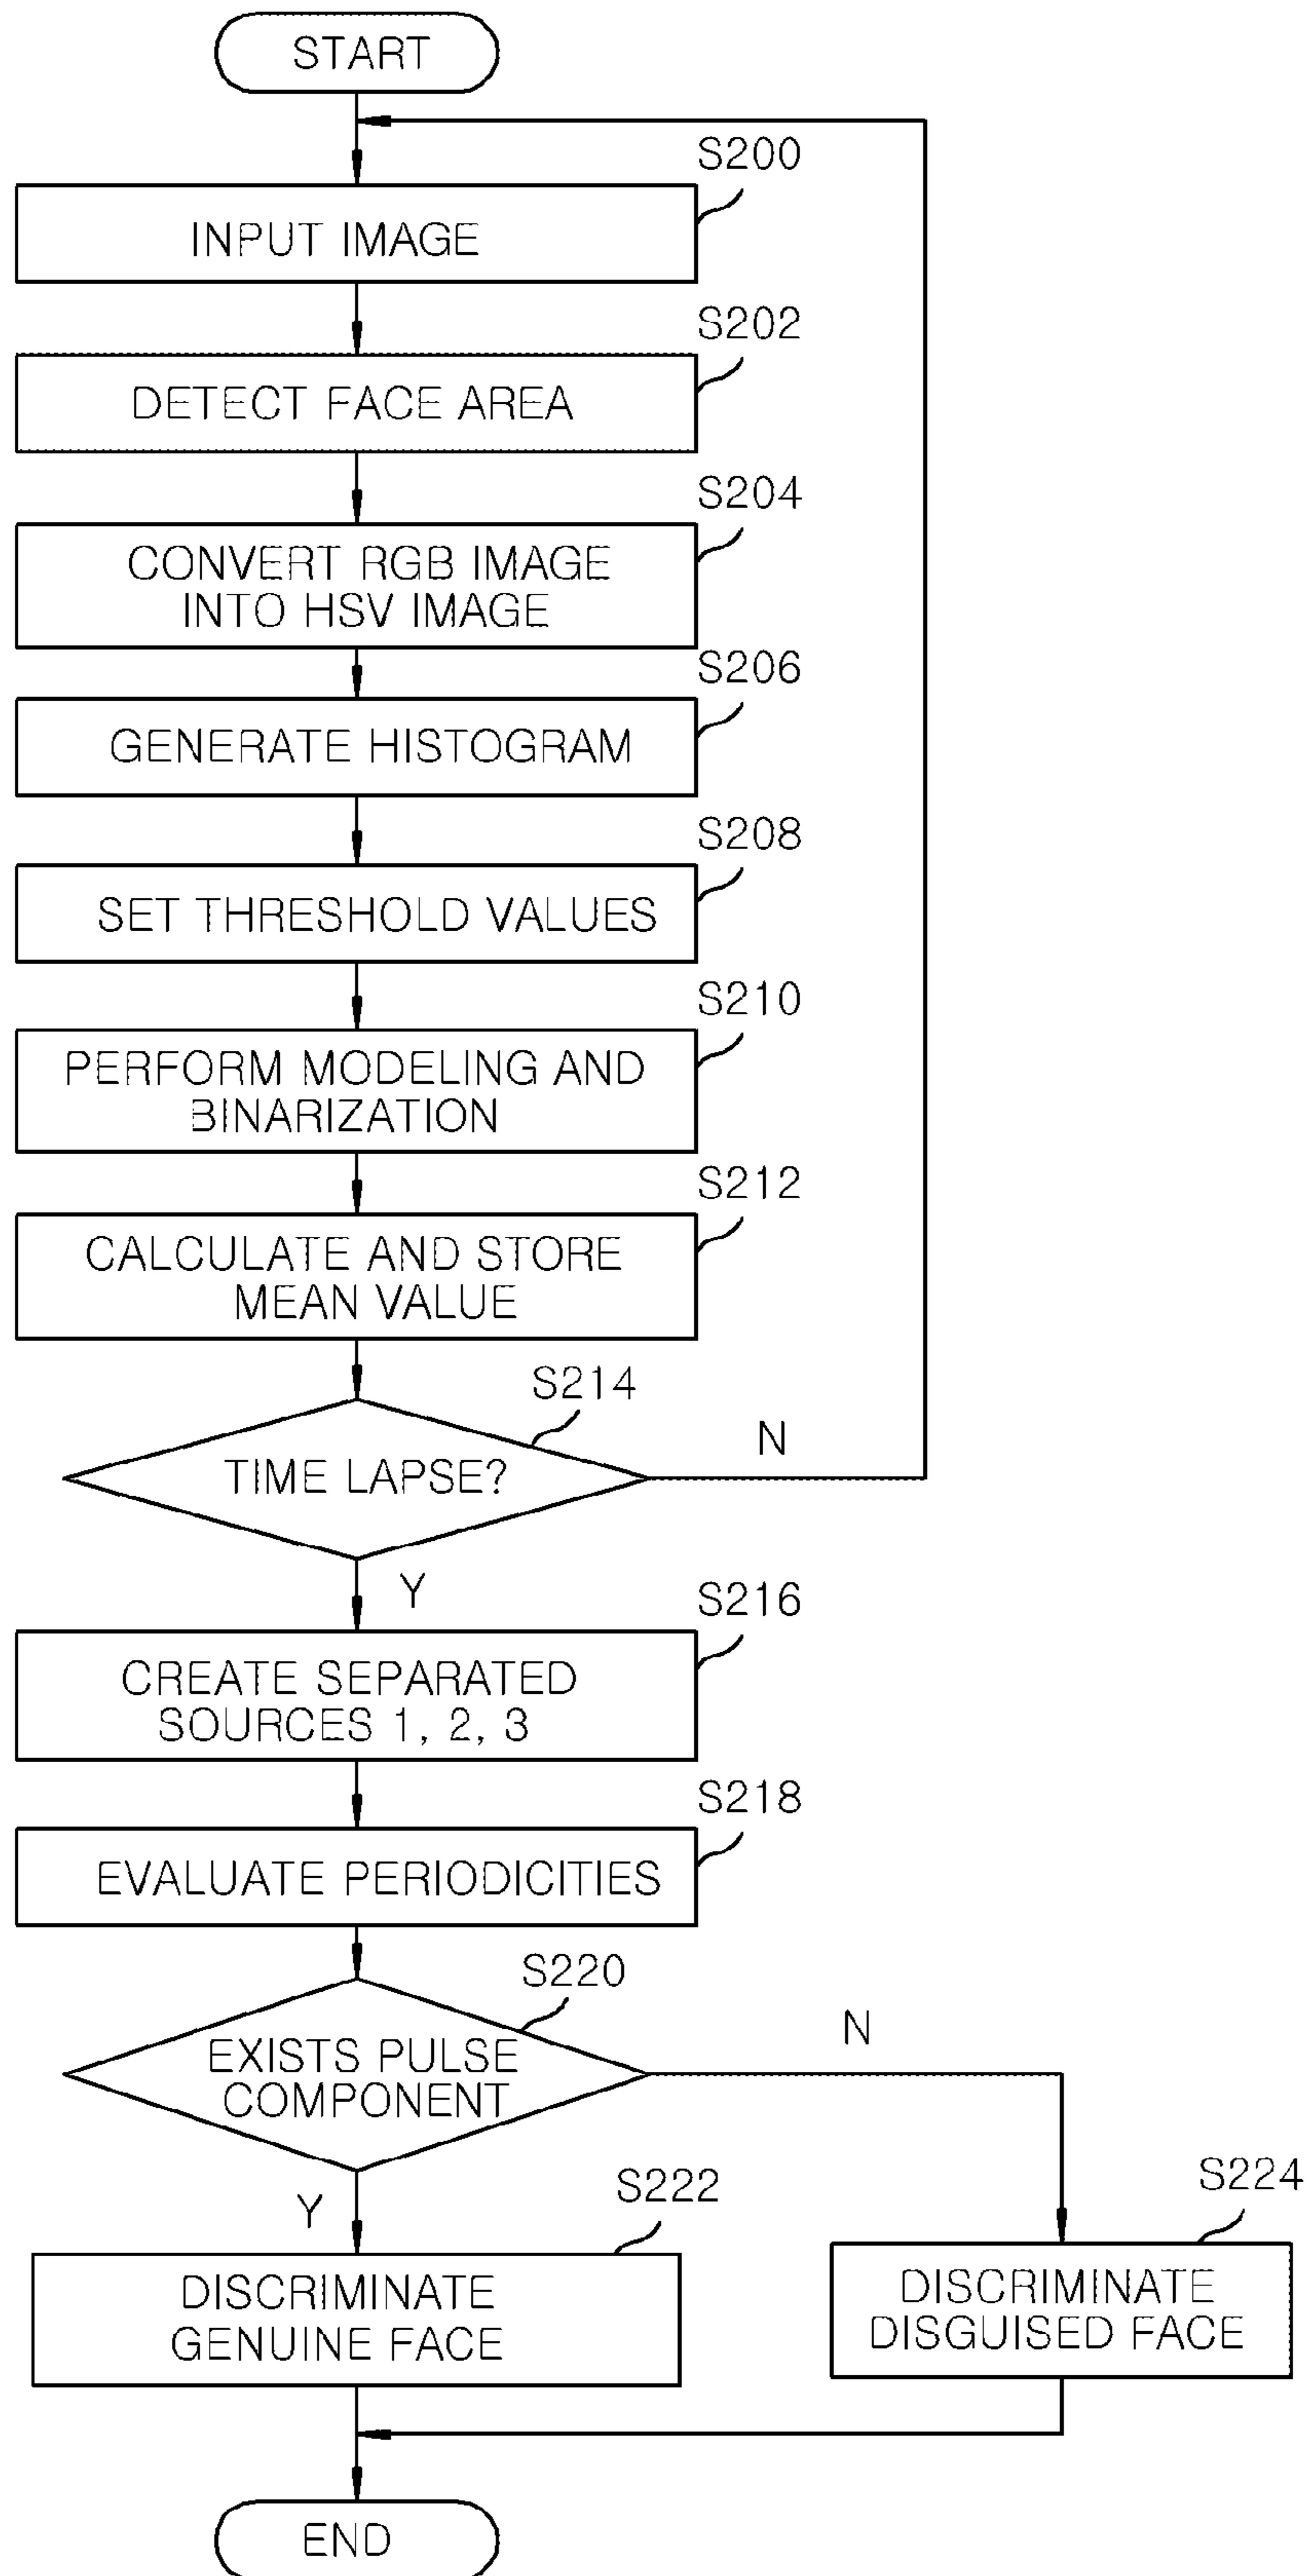 START
S200
INPUT IMAGE
S202
DETECT FACE AREA
S204
CONVERT RGB IMAGE
INTO HSV IMAGE
S206
GENERATE HISTOGRAM
S208
SET THRESHOLD VALUES
S210
PERFORM MODELING AND
BINARIZATION
S212
CALCULATE AND STORE
MEAN VALUE
S214
TIME LAPSE?
N
Y
S216
CREATE SEPARATED
SOURCES 1, 2, 3
S218
EVALUATE PERIODICITIES
S220
EXISTS PULSE
COMPONENT
N
Y
S222
DISCRIMINATE
GENUINE FACE
S224
DISCRIMINATE
DISGUISED FACE
END